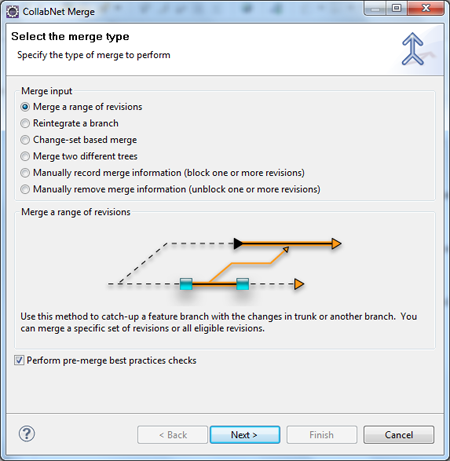 CollabNet Merge
Select the merge type
Specify the type of merge to perform
Merge input
Merge a range of revisions
Reintegrate a branch
Change-set based merge
Merge two different trees
Manually record merge information (block one or more revisions)
Manually remove merge information (unblock one or more revisions)
Merge a range of revisions
Use this method to catch-up a feature branch with the changes in trunk or another branch. You
can merge a specific set of revisions or all eligible revisions.
Perform pre-merge best practices checks
?
< Back
Next >
Finish
Cancel